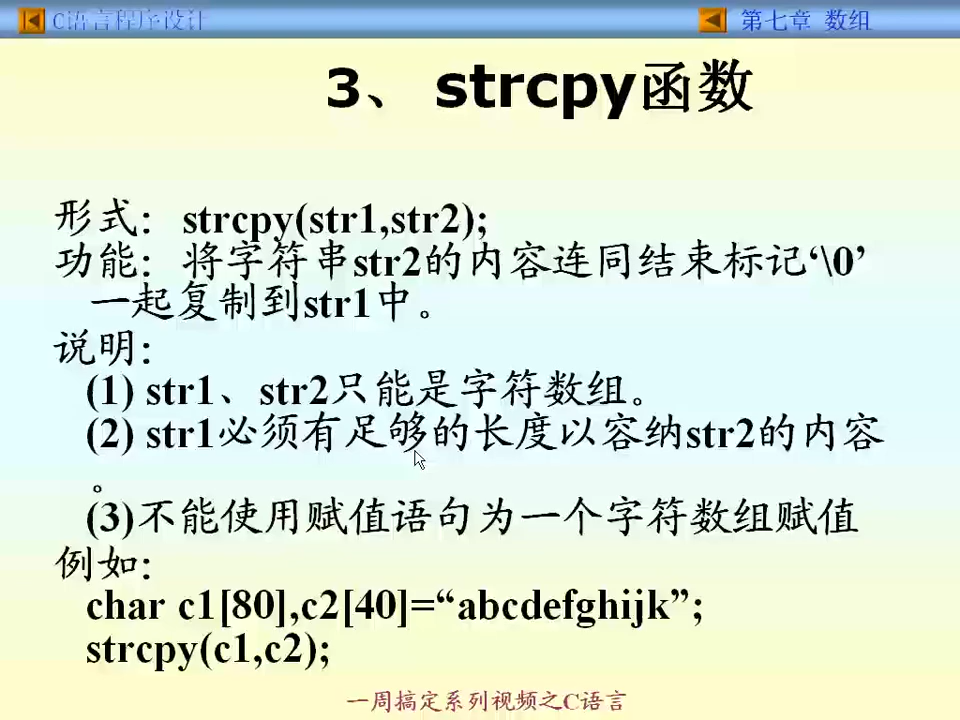 C语言程序设计
第七章 数组
3、 strcpy函数
形式: strcpy(str1,str2);
功能: 将字符串str2的内容连同结束标记‘\0’
一起复制到str1中。
说明:
(1) str1、str2只能是字符数组。
(2) str1必须有足够的长度以容纳str2的内容
。
(3)不能使用赋值语句为一个字符数组赋值
例如:
char c1[80],c2[40]=“abcdefghijk”;
strcpy(c1,c2);
一周搞定系列视频之C语言